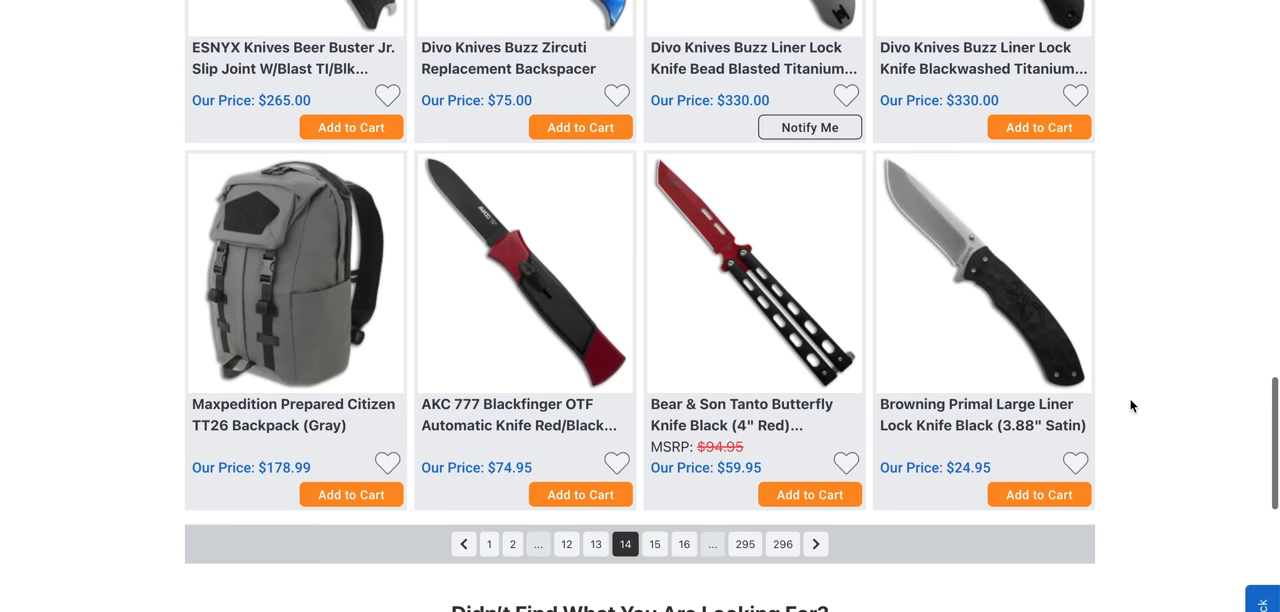 ESNYX Knives Beer Buster Jr.
Slip Joint W/Blast TI/Blk...
Our Price: $265.00
Add to Cart
Divo Knives Buzz Zircuti
Replacement Backspacer
Our Price: $75.00
Add to Cart
Divo Knives Buzz Liner Lock
Knife Bead Blasted Titanium...
Our Price: $330.00
Notify Me
Divo Knives Buzz Liner Lock
Knife Blackwashed Titanium...
Our Price: $330.00
Add to Cart
Maxpedition Prepared Citizen
TT26 Backpack (Gray)
Our Price: $178.99
Add to Cart
AKC
AKC 777 Blackfinger OTF
Automatic Knife Red/Black...
Our Price: $74.95
Add to Cart
Bear & Son Tanto Butterfly
Knife Black (4" Red)...
MSRP: $94.95
Our Price: $59.95
Add to Cart
Browning Primal Large Liner
Lock Knife Black (3.88" Satin)
Our Price: $24.95
Add to Cart
1 2 ... 12 13 14 15 16 ... 295 296
Didn't Find What You Are Looking For?